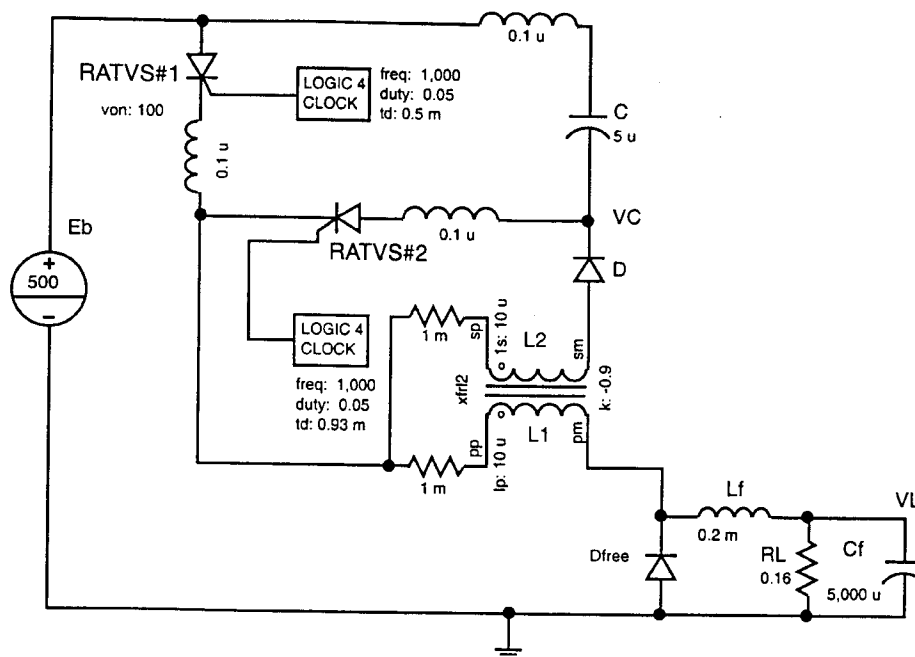 0.1 u
RATVS#1
von: 100
LOGIC 4
CLOCK
freq: 1,000
duty: 0.05
td: 0.5 m
C
5 u
0.1 u
Eb
+
500
−
VC
0.1 u
RATVS#2
D
LOGIC 4
CLOCK
1 m
sp
1s: 10 u
L2
sm
freq: 1,000
duty: 0.05
td: 0.93 m
xfrl2
k: -0.9
L1
pp
lp: 10 u
pm
1 m
Lf
VL
0.2 m
Dfree
RL
0.16
Cf
5,000 u